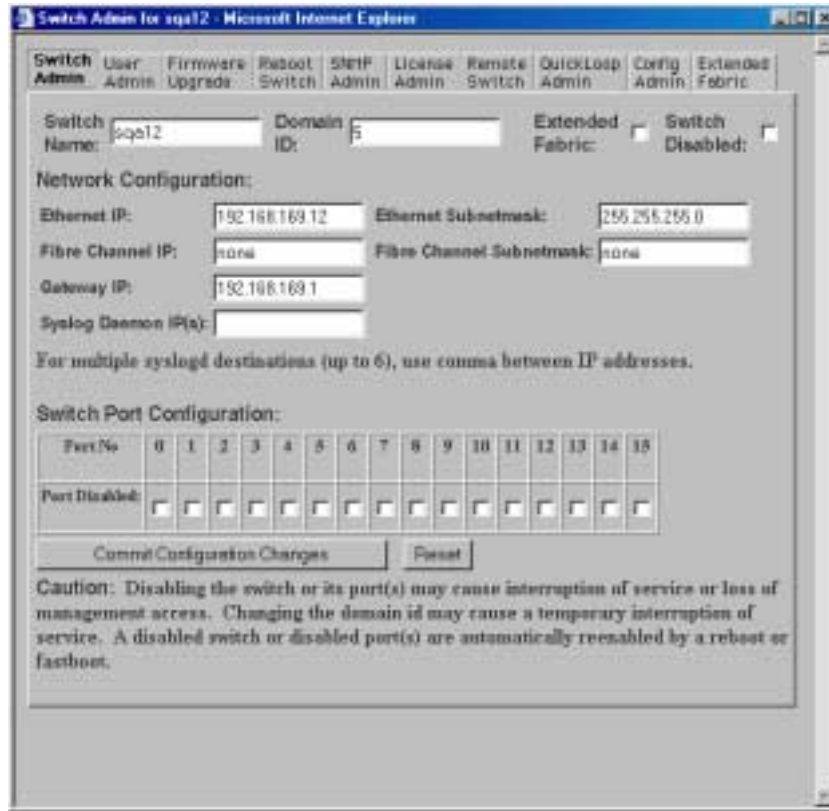 Switch Admin for sqa12 - Microsoft Internet Explorer
Switch Admin
User Admin
Firmware Upgrade
Reboot Switch
SNMP Admin
License Admin
Remote Switch
QuickLoop Admin
Config Admin
Extended Fabric
Switch Name: sqa12
Domain ID: 5
Extended Fabric:
Switch Disabled:
Network Configuration:
Ethernet IP: 192.168.169.12 Ethernet Subnetmask: 255.255.255.0
Fibre Channel IP: none Fibre Channel Subnetmask: none
Gateway IP: 192.168.169.1
Syslog Daemon IP(s):
For multiple syslogd destinations (up to 6), use comma between IP addresses.
Switch Port Configuration:
Port No 0 1 2 3 4 5 6 7 8 9 10 11 12 13 14 15
Port Disabled:
Commit Configuration Changes Reset
Caution: Disabling the switch or its port(s) may cause interruption of service or loss of
management access. Changing the domain id may cause a temporary interruption of
service. A disabled switch or disabled port(s) are automatically reenabled by a reboot or
fastboot.